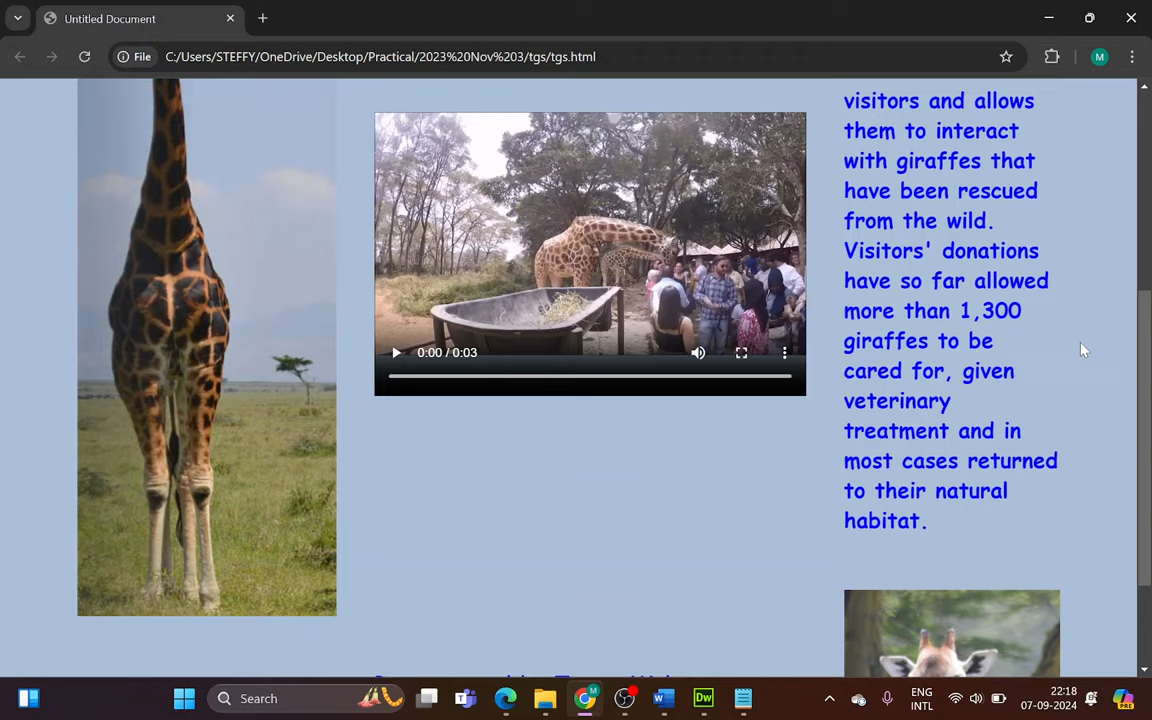 Untitled Document
File
C:/Users/STEFFY/OneDrive/Desktop/Practical/2023%20Nov%203/tgs/tgs.html
M
visitors and allows
them to interact
with giraffes that
have been rescued
from the wild.
Visitors' donations
have so far allowed
more than 1,300
giraffes to be
cared for, given
veterinary
treatment and in
most cases returned
to their natural
habitat.
0:00 / 0:03
Search
M
W
Dw
ENG
INTL
22:18
07-09-2024
PRE